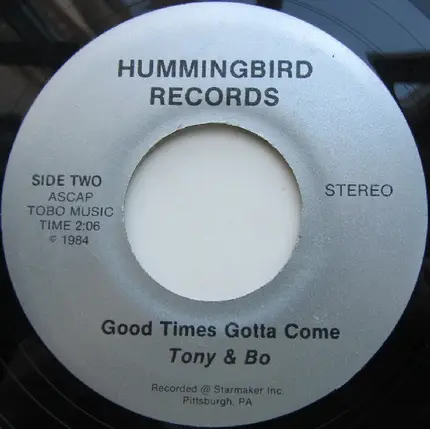 HUMMINGBIRD
RECORDS
SIDE TWO
ASCAP
TOBO MUSIC
TIME 2:06
© 1984
STEREO
Good Times Gotta Come
Tony & Bo
Recorded @ Starmaker Inc.
Pittsburgh, PA